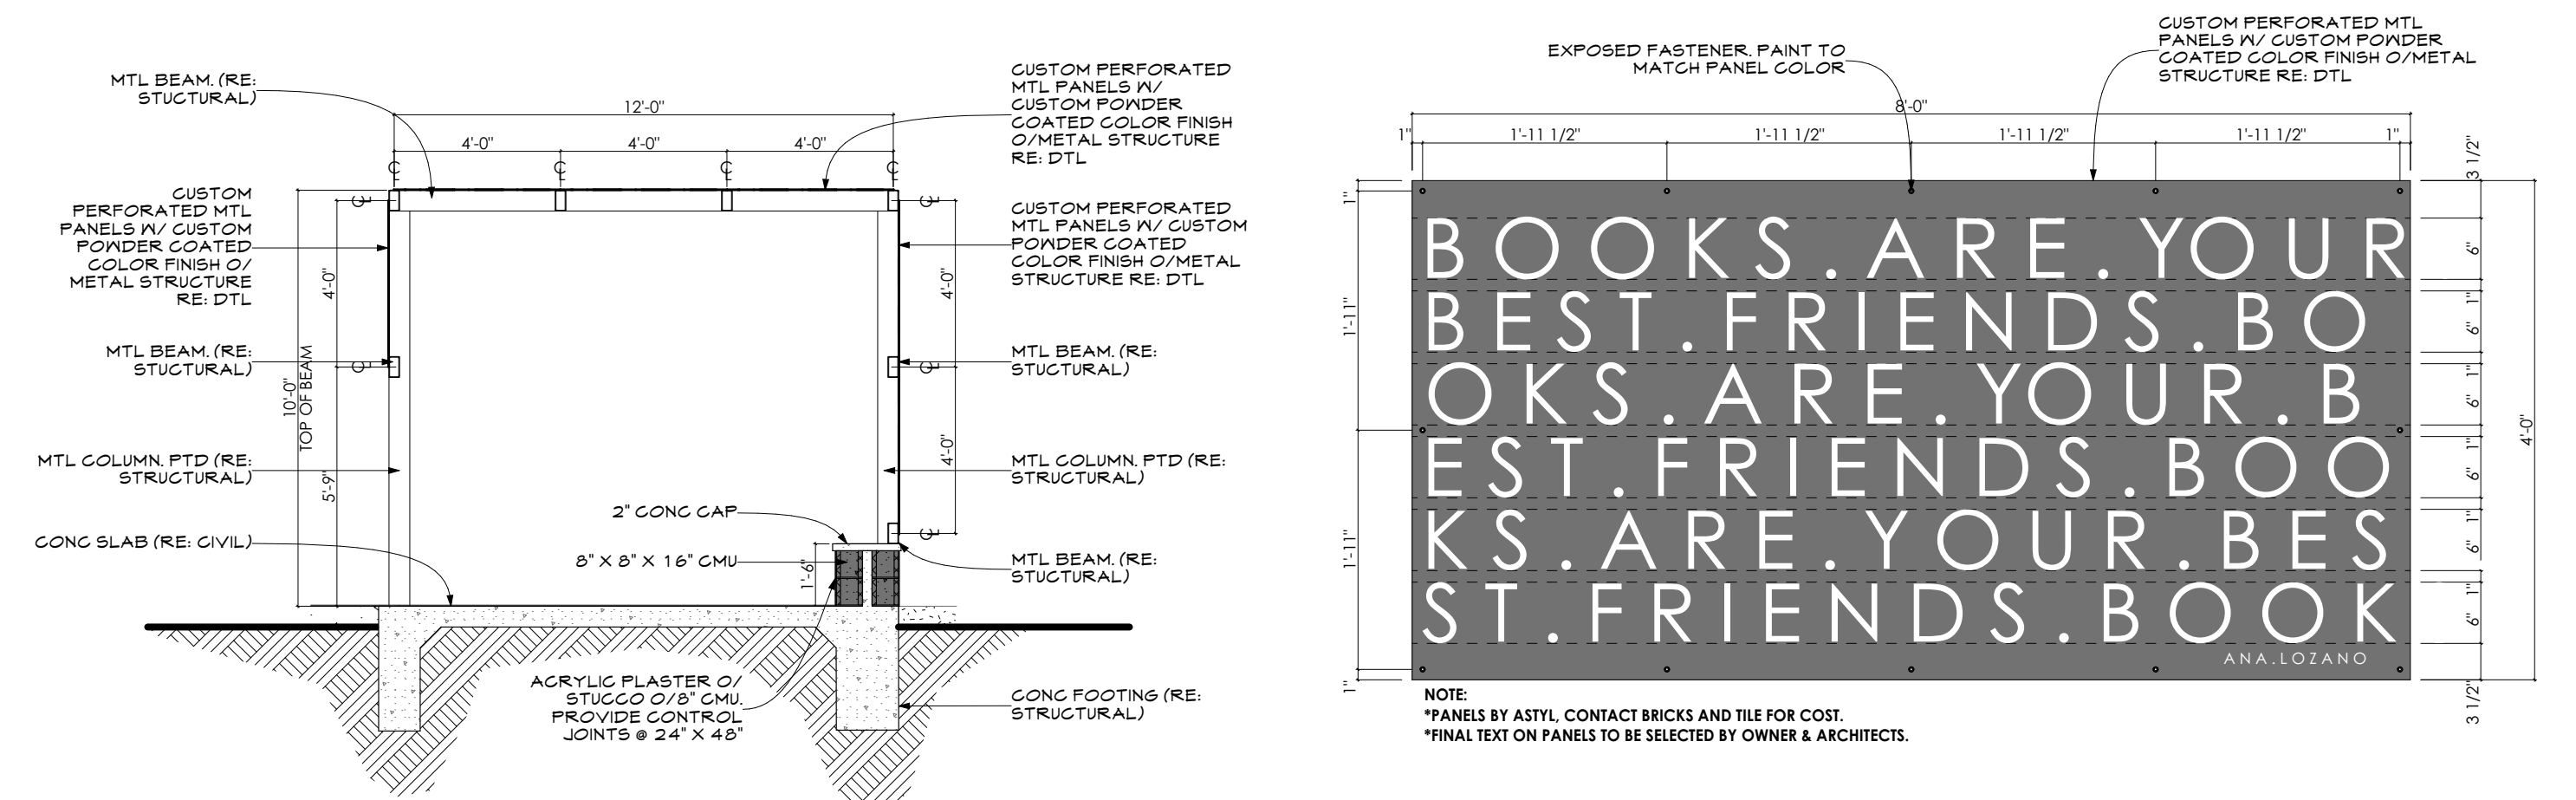 MTL BEAM. (RE:
STUCTURAL)
12'-0"
4'-0"
4'-0"
4'-0"
CUSTOM PERFORATED
MTL PANELS W/
CUSTOM POWDER
COATED COLOR FINISH
O/METAL STRUCTURE
RE: DTL
CUSTOM
PERFORATED MTL
PANELS W/ CUSTOM
POWDER COATED
COLOR FINISH O/
METAL STRUCTURE
RE: DTL
CUSTOM PERFORATED
MTL PANELS W/ CUSTOM
POWDER COATED
COLOR FINISH O/METAL
STRUCTURE RE: DTL
4'-0"
4'-0"
MTL BEAM. (RE:
STUCTURAL)
10'-0"
TOP OF BEAM
MTL BEAM. (RE:
STUCTURAL)
MTL COLUMN. PTD (RE:
STRUCTURAL)
5'-9"
4'-0"
MTL COLUMN. PTD (RE:
STRUCTURAL)
2" CONC CAP
CONC SLAB (RE: CIVIL)
8" X 8" X 16" CMU
1'-6"
MTL BEAM. (RE:
STUCTURAL)
ACRYLIC PLASTER O/
STUCCO O/8" CMU.
PROVIDE CONTROL
JOINTS @ 24" X 48"
CONC FOOTING (RE:
STRUCTURAL)
EXPOSED FASTENER. PAINT TO
MATCH PANEL COLOR
CUSTOM PERFORATED MTL
PANELS W/ CUSTOM POWDER
COATED COLOR FINISH O/METAL
STRUCTURE RE: DTL
8'-0"
1"
1'-11 1/2"
1'-11 1/2"
1'-11 1/2"
1'-11 1/2"
1"
3 1/2"
1"
BOOKS.ARE.YOUR
6"
1"
BEST.FRIENDS.BO
6"
1'-11"
1"
OKS.ARE.YOUR.B
6"
4'-0"
1"
EST.FRIENDS.BOO
6"
1"
KS.ARE.YOUR.BES
6"
1'-11"
1"
ST.FRIENDS.BOOK
6"
ANA.LOZANO
1"
3 1/2"
NOTE:
*PANELS BY ASTYL, CONTACT BRICKS AND TILE FOR COST.
*FINAL TEXT ON PANELS TO BE SELECTED BY OWNER & ARCHITECTS.